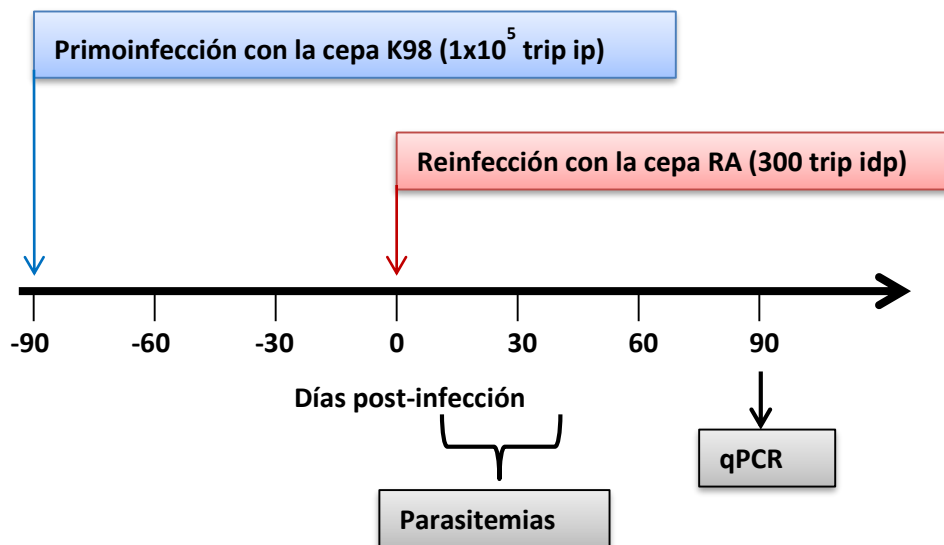 Primoinfección con la cepa K98 (1x10⁵ trip ip)
Reinfección con la cepa RA (300 trip idp)
-90 -60 -30 0 30 60 90
Días post-infección
qPCR
Parasitemias